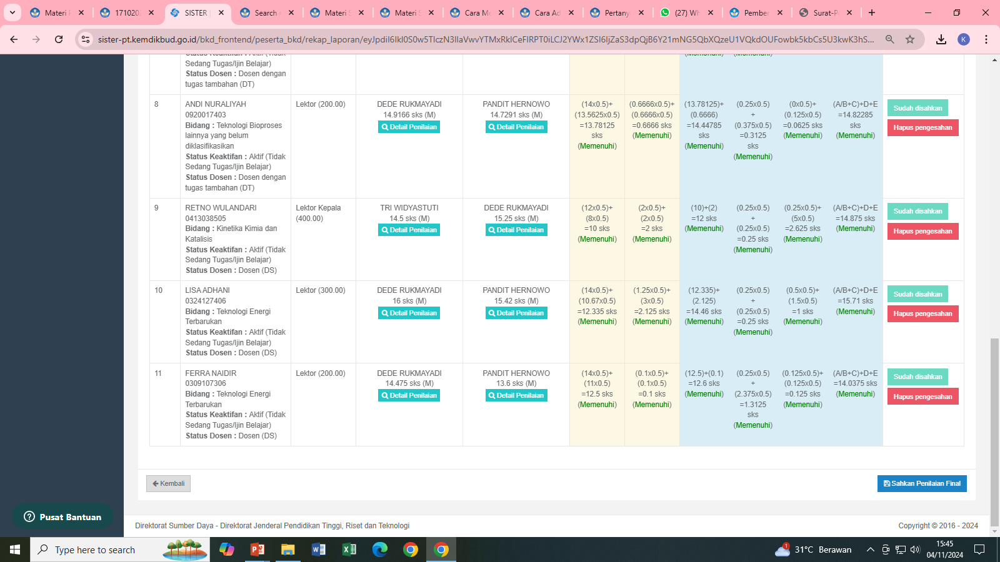 Materi
171020
SISTER
Search
Materi S
Materi S
Cara Me
Cara Ad
Pertany
(27) Wh
Pember
Surat-P
sister-pt.kemdikbud.go.id/bkd_frontend/peserta_bkd/rekap_laporan/
K
Sedang Tugas/Ijin Belajar)
Status Dosen : Dosen dengan
tugas tambahan (DT)
8
ANDI NURALIYAH
0920017403
Bidang : Teknologi Bioproses
lainnya yang belum
diklasifikasikan
Status Keaktifan : Aktif (Tidak
Sedang Tugas/Ijin Belajar)
Status Dosen : Dosen dengan
tugas tambahan (DT)
Lektor (200.00)
DEDE RUKMAYADI
14.9166 sks (M)
Detail Penilaian
PANDIT HERNOWO
14.7291 sks (M)
Detail Penilaian
(14x0.5)+
(13.5625x0.5)
=13.78125
sks
(Memenuhi)
(0.6666x0.5)+
(0.6666x0.5)
=0.6666 sks
(Memenuhi)
(13.78125)+
(0.6666)
=14.44785
sks
(Memenuhi)
(0.25x0.5)
+
(0.375x0.5)
=0.3125
sks
(Memenuhi)
(0x0.5)+
(0.125x0.5)
=0.0625 sks
(Memenuhi)
(A/B+C)+D+E
=14.82285
sks
(Memenuhi)
Sudah disahkan
Hapus pengesahan
9
RETNO WULANDARI
0413038505
Bidang : Kinetika Kimia dan
Katalisis
Status Keaktifan : Aktif (Tidak
Sedang Tugas/Ijin Belajar)
Status Dosen : Dosen (DS)
Lektor Kepala
(400.00)
TRI WIDYASTUTI
14.5 sks (M)
Detail Penilaian
DEDE RUKMAYADI
15.25 sks (M)
Detail Penilaian
(12x0.5)+
(8x0.5)
=10 sks
(Memenuhi)
(2x0.5)+
(2x0.5)
=2 sks
(Memenuhi)
(10)+(2)
=12 sks
(Memenuhi)
(0.25x0.5)
+
(0.25x0.5)
=0.25 sks
(Memenuhi)
(0.25x0.5)+
(5x0.5)
=2.625 sks
(Memenuhi)
(A/B+C)+D+E
=14.875 sks
(Memenuhi)
Sudah disahkan
Hapus pengesahan
10
LISA ADHANI
0324127406
Bidang : Teknologi Energi
Terbarukan
Status Keaktifan : Aktif (Tidak
Sedang Tugas/Ijin Belajar)
Status Dosen : Dosen (DS)
Lektor (300.00)
DEDE RUKMAYADI
16 sks (M)
Detail Penilaian
PANDIT HERNOWO
15.42 sks (M)
Detail Penilaian
(14x0.5)+
(10.67x0.5)
=12.335 sks
(Memenuhi)
(1.25x0.5)+
(3x0.5)
=2.125 sks
(Memenuhi)
(12.335)+
(2.125)
=14.46 sks
(Memenuhi)
(0.25x0.5)
+
(0.25x0.5)
=0.25 sks
(Memenuhi)
(0.5x0.5)+
(1.5x0.5)
=1 sks
(Memenuhi)
(A/B+C)+D+E
=15.71 sks
(Memenuhi)
Sudah disahkan
Hapus pengesahan
11
FERRA NAIDIR
0309107306
Bidang : Teknologi Energi
Terbarukan
Status Keaktifan : Aktif (Tidak
Sedang Tugas/Ijin Belajar)
Status Dosen : Dosen (DS)
Lektor (200.00)
DEDE RUKMAYADI
14.475 sks (M)
Detail Penilaian
PANDIT HERNOWO
13.6 sks (M)
Detail Penilaian
(14x0.5)+
(11x0.5)
=12.5 sks
(Memenuhi)
(0.1x0.5)+
(0.1x0.5)
=0.1 sks
(Memenuhi)
(12.5)+(0.1)
=12.6 sks
(Memenuhi)
(0.25x0.5)
+
(2.375x0.5)
=1.3125
sks
(Memenuhi)
(0.125x0.5)+
(0.125x0.5)
=0.125 sks
(Memenuhi)
(A/B+C)+D+E
=14.0375 sks
(Memenuhi)
Sudah disahkan
Hapus pengesahan
Kembali
Sahkan Penilaian Final
Pusat Bantuan
Direktorat Sumber Daya - Direktorat Jenderal Pendidikan Tinggi, Riset dan Teknologi
Copyright © 2016 - 2024
Type here to search
1
31°C Berawan
15:45
04/11/2024